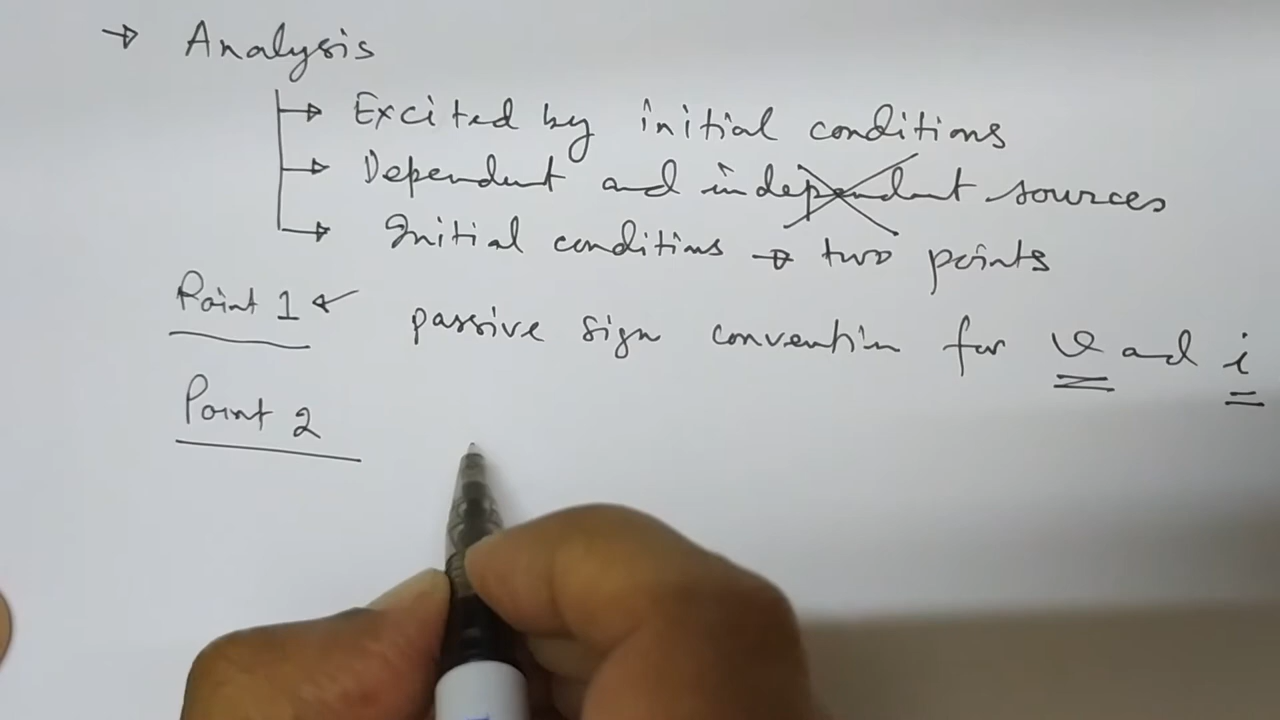 → Analysis
→ Excited by initial conditions
→ Dependent and independent sources
→ Initial conditions → two points
Point 1 passive sign convention for v and i
Point 2